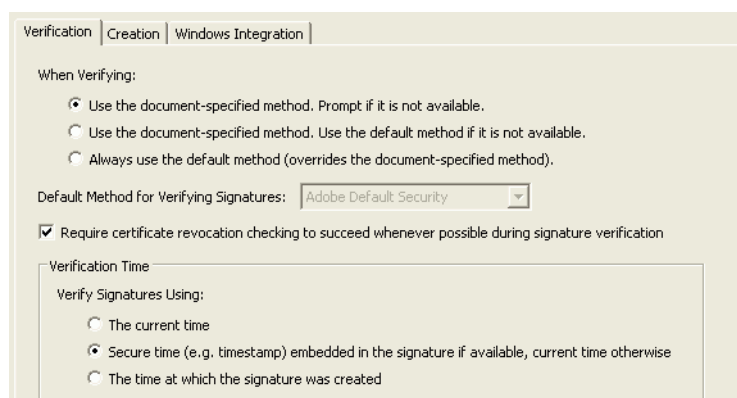 Verification Creation Windows Integration
When Verifying:
Use the document-specified method. Prompt if it is not available.
Use the document-specified method. Use the default method if it is not available.
Always use the default method (overrides the document-specified method).
Default Method for Verifying Signatures: Adobe Default Security
Require certificate revocation checking to succeed whenever possible during signature verification
Verification Time
Verify Signatures Using:
The current time
Secure time (e.g. timestamp) embedded in the signature if available, current time otherwise
The time at which the signature was created